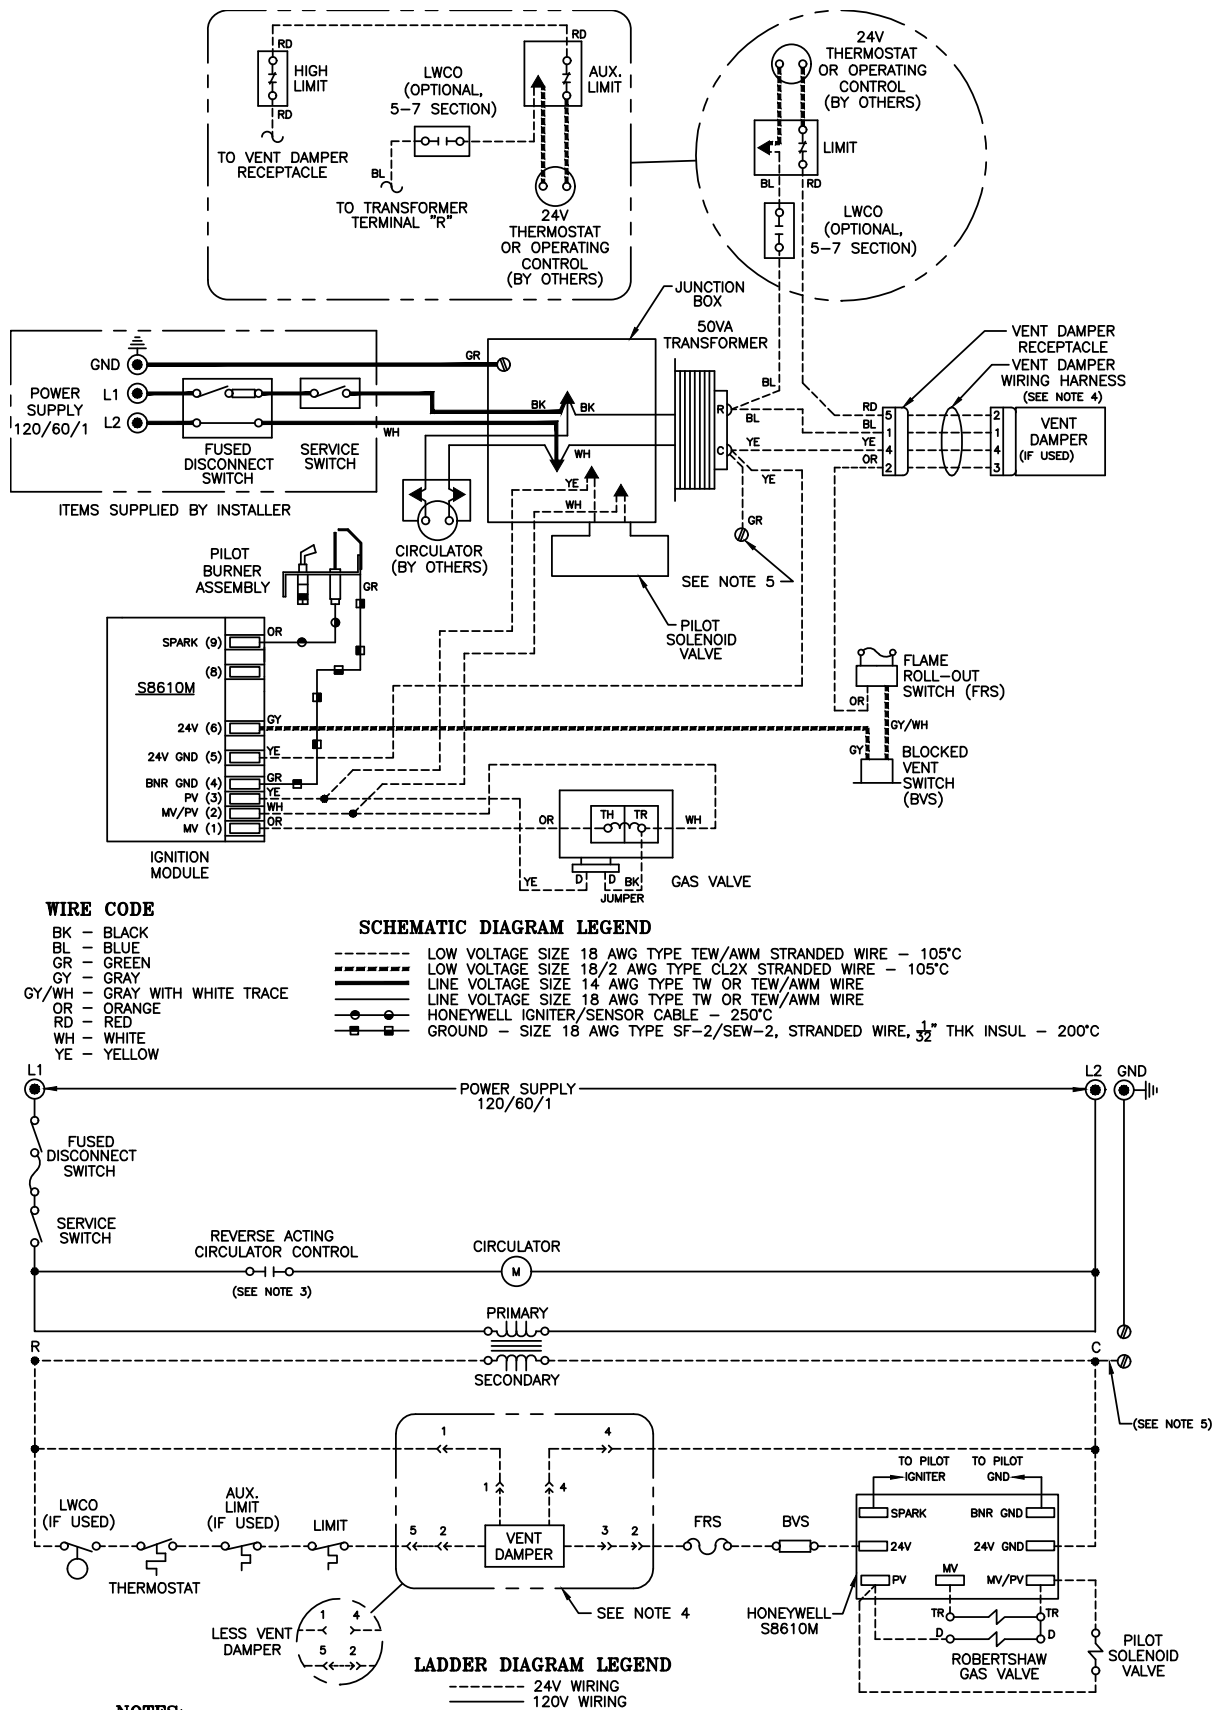 RD
HIGH
LIMIT
RD
TO VENT DAMPER
RECEPTACLE
LWCO
(OPTIONAL,
5-7 SECTION)
BL
TO TRANSFORMER
TERMINAL "R"
RD
AUX.
LIMIT
24V
THERMOSTAT
OR OPERATING
CONTROL
(BY OTHERS)
24V
THERMOSTAT
OR OPERATING
CONTROL
(BY OTHERS)
LIMIT
BL
RD
LWCO
(OPTIONAL,
5-7 SECTION)
JUNCTION
BOX
50VA
TRANSFORMER
GND
L1
L2
POWER
SUPPLY
120/60/1
FUSED
DISCONNECT
SWITCH
SERVICE
SWITCH
ITEMS SUPPLIED BY INSTALLER
GR
WH
BK
BK
WH
YE
WH
R
C
BL
BL
YE
YE
GR
SEE NOTE 5
CIRCULATOR
(BY OTHERS)
PILOT
SOLENOID
VALVE
VENT DAMPER
RECEPTACLE
VENT DAMPER
WIRING HARNESS
(SEE NOTE 4)
RD 5 2
BL 1 1
YE 4 4
OR 2 3
VENT
DAMPER
(IF USED)
PILOT
BURNER
ASSEMBLY
GR
SPARK (9)
OR
(8)
S8610M
24V (6)
GY
24V GND (5)
YE
BNR GND (4)
GR
PV (3)
YE
MV/PV (2)
WH
MV (1)
OR
IGNITION
MODULE
FLAME
ROLL-OUT
SWITCH (FRS)
OR
GY/WH
GY
BLOCKED
VENT
SWITCH
(BVS)
OR
TH TR
WH
YE
D D BK
JUMPER
GAS VALVE
WIRE CODE
BK - BLACK
BL - BLUE
GR - GREEN
GY - GRAY
GY/WH - GRAY WITH WHITE TRACE
OR - ORANGE
RD - RED
WH - WHITE
YE - YELLOW
SCHEMATIC DIAGRAM LEGEND
LOW VOLTAGE SIZE 18 AWG TYPE TEW/AWM STRANDED WIRE - 105°C
LOW VOLTAGE SIZE 18/2 AWG TYPE CL2X STRANDED WIRE - 105°C
LINE VOLTAGE SIZE 14 AWG TYPE TW OR TEW/AWM WIRE
LINE VOLTAGE SIZE 18 AWG TYPE TW OR TEW/AWM WIRE
HONEYWELL IGNITER/SENSOR CABLE - 250°C
GROUND - SIZE 18 AWG TYPE SF-2/SEW-2, STRANDED WIRE, 1/32" THK INSUL - 200°C
L1
POWER SUPPLY
120/60/1
L2 GND
FUSED
DISCONNECT
SWITCH
SERVICE
SWITCH
REVERSE ACTING
CIRCULATOR CONTROL
(SEE NOTE 3)
CIRCULATOR
M
PRIMARY
SECONDARY
R
C
(SEE NOTE 5)
1
4
1
4
LWCO
(IF USED)
THERMOSTAT
AUX.
LIMIT
(IF USED)
LIMIT
5 2
VENT
DAMPER
3 2
FRS
BVS
SEE NOTE 4
LESS VENT
DAMPER
1 4
5 2
TO PILOT
IGNITER
TO PILOT
GND
SPARK
BNR GND
24V
24V GND
PV
MV
MV/PV
HONEYWELL
S8610M
TR TR
D D
ROBERTSHAW
GAS VALVE
PILOT
SOLENOID
VALVE
LADDER DIAGRAM LEGEND
24V WIRING
120V WIRING
NOTES: